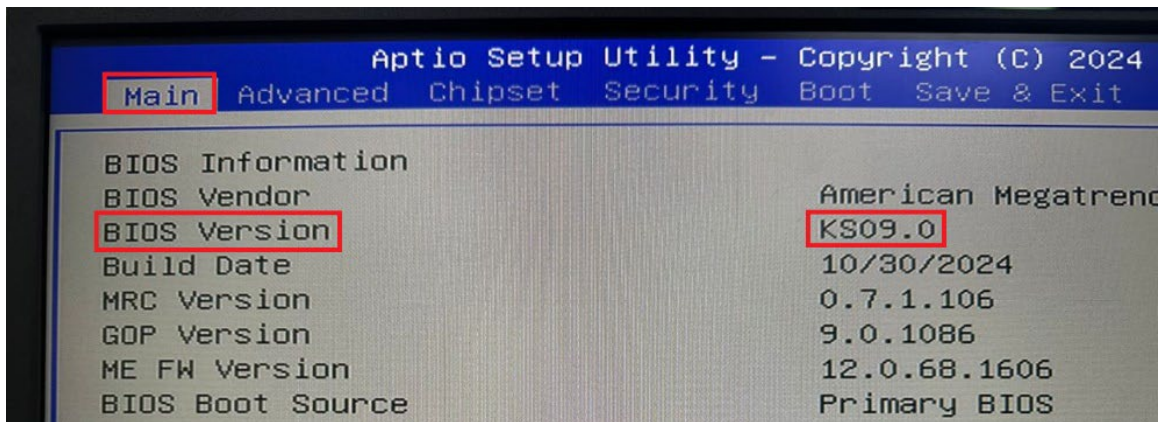 Aptio Setup Utility – Copyright (C) 2024
Main Advanced Chipset Security Boot Save & Exit
BIOS Information
BIOS Vendor American Megatrend
BIOS Version KS09.0
Build Date 10/30/2024
MRC Version 0.7.1.106
GOP Version 9.0.1086
ME FW Version 12.0.68.1606
BIOS Boot Source Primary BIOS